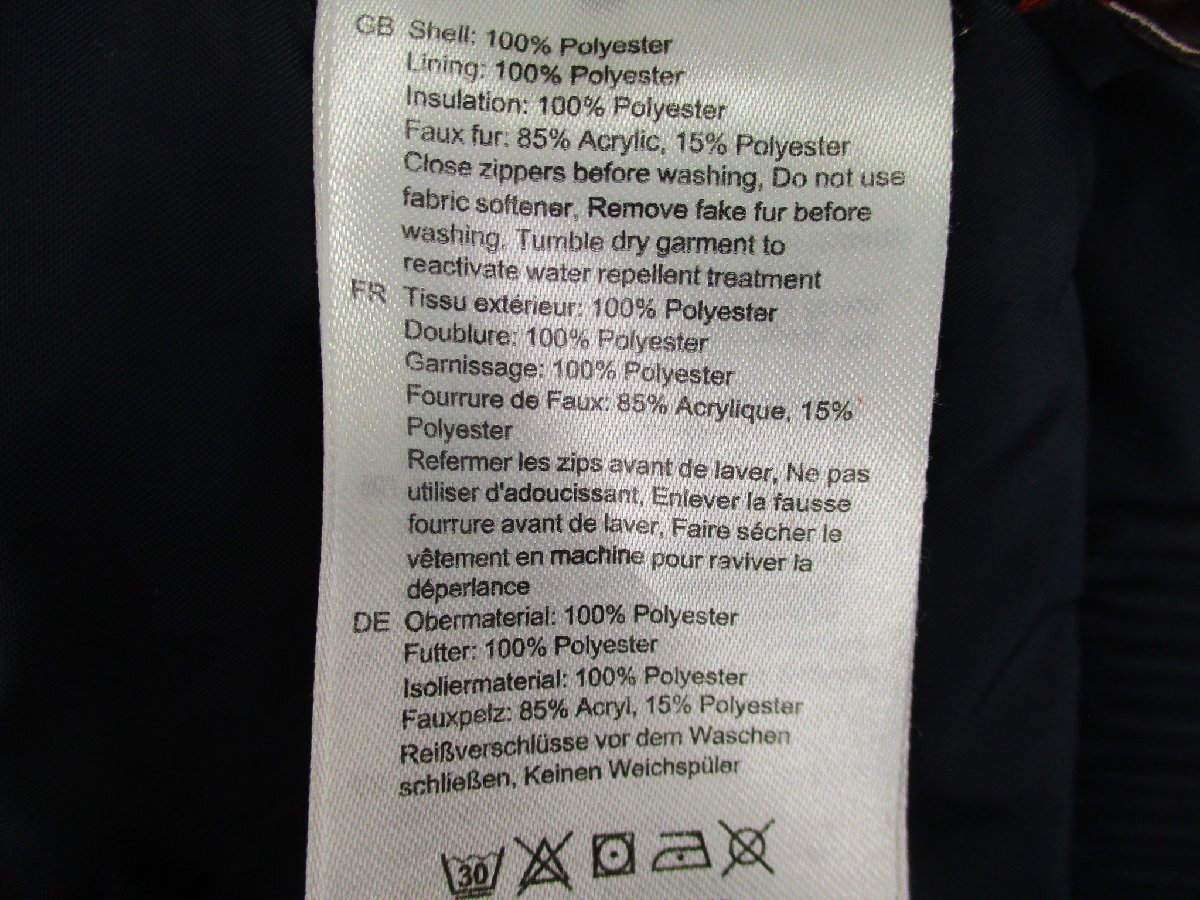 GB Shell: 100% Polyester
Lining: 100% Polyester
Insulation: 100% Polyester
Faux fur: 85% Acrylic, 15% Polyester
Close zippers before washing, Do not use
fabric softener, Remove fake fur before
washing, Tumble dry garment to
reactivate water repellent treatment
FR Tissu extérieur: 100% Polyester
Doublure: 100% Polyester
Garnissage: 100% Polyester
Fourrure de Faux: 85% Acrylique, 15%
Polyester
Refermer les zips avant de laver, Ne pas
utiliser d'adoucissant, Enlever la fausse
fourrure avant de laver, Faire sécher le
vêtement en machine pour raviver la
déperlance
DE Obermaterial: 100% Polyester
Futter: 100% Polyester
Isoliermaterial: 100% Polyester
Fauxpelz: 85% Acryl, 15% Polyester
Reißverschlüsse vor dem Waschen
schließen, Keinen Weichspüler
30